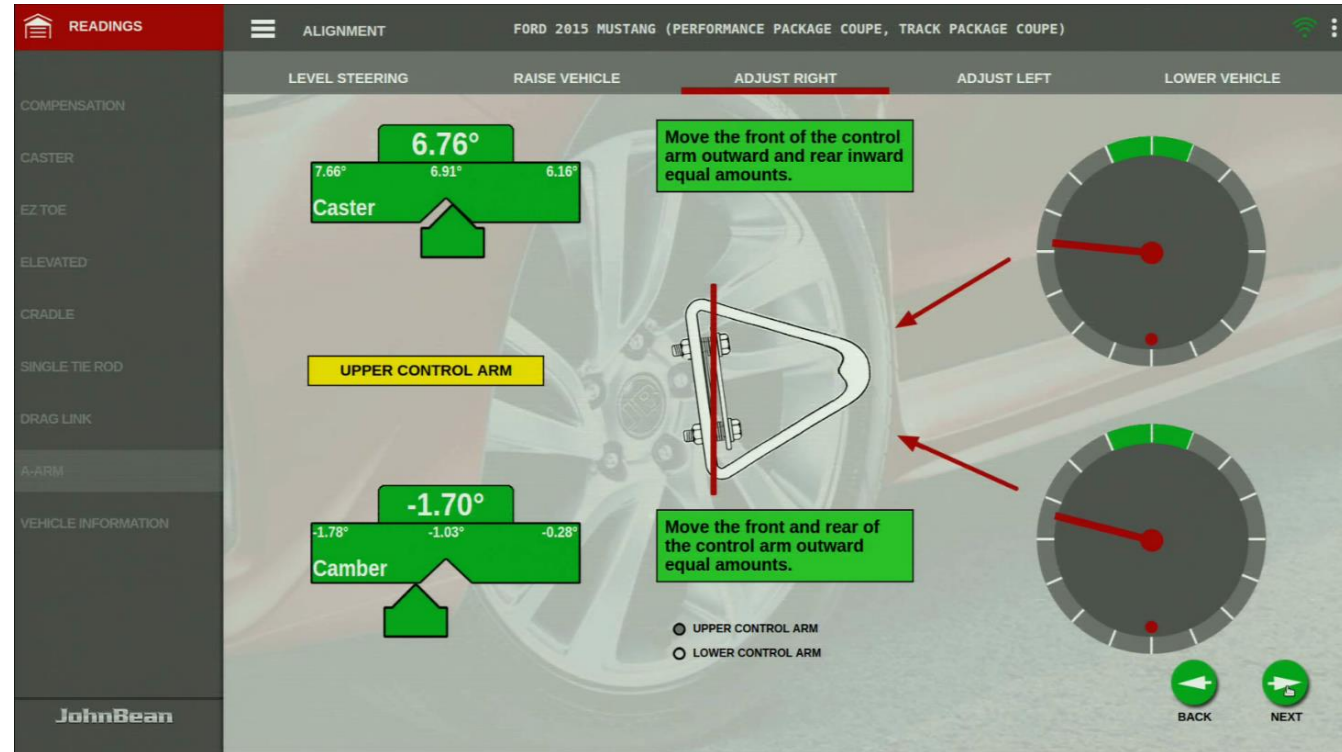 READINGS
ALIGNMENT
FORD 2015 MUSTANG (PERFORMANCE PACKAGE COUPE, TRACK PACKAGE COUPE)
LEVEL STEERING
RAISE VEHICLE
ADJUST RIGHT
ADJUST LEFT
LOWER VEHICLE
COMPENSATION
CASTER
EZ TOE
ELEVATED
CRADLE
SINGLE TIE ROD
DRAG LINK
A-ARM
VEHICLE INFORMATION
JohnBean
6.76°
7.66° 6.91° 6.16°
Caster
Move the front of the control
arm outward and rear inward
equal amounts.
UPPER CONTROL ARM
-1.70°
-1.78° -1.03° -0.28°
Camber
Move the front and rear of
the control arm outward
equal amounts.
UPPER CONTROL ARM
LOWER CONTROL ARM
BACK
NEXT